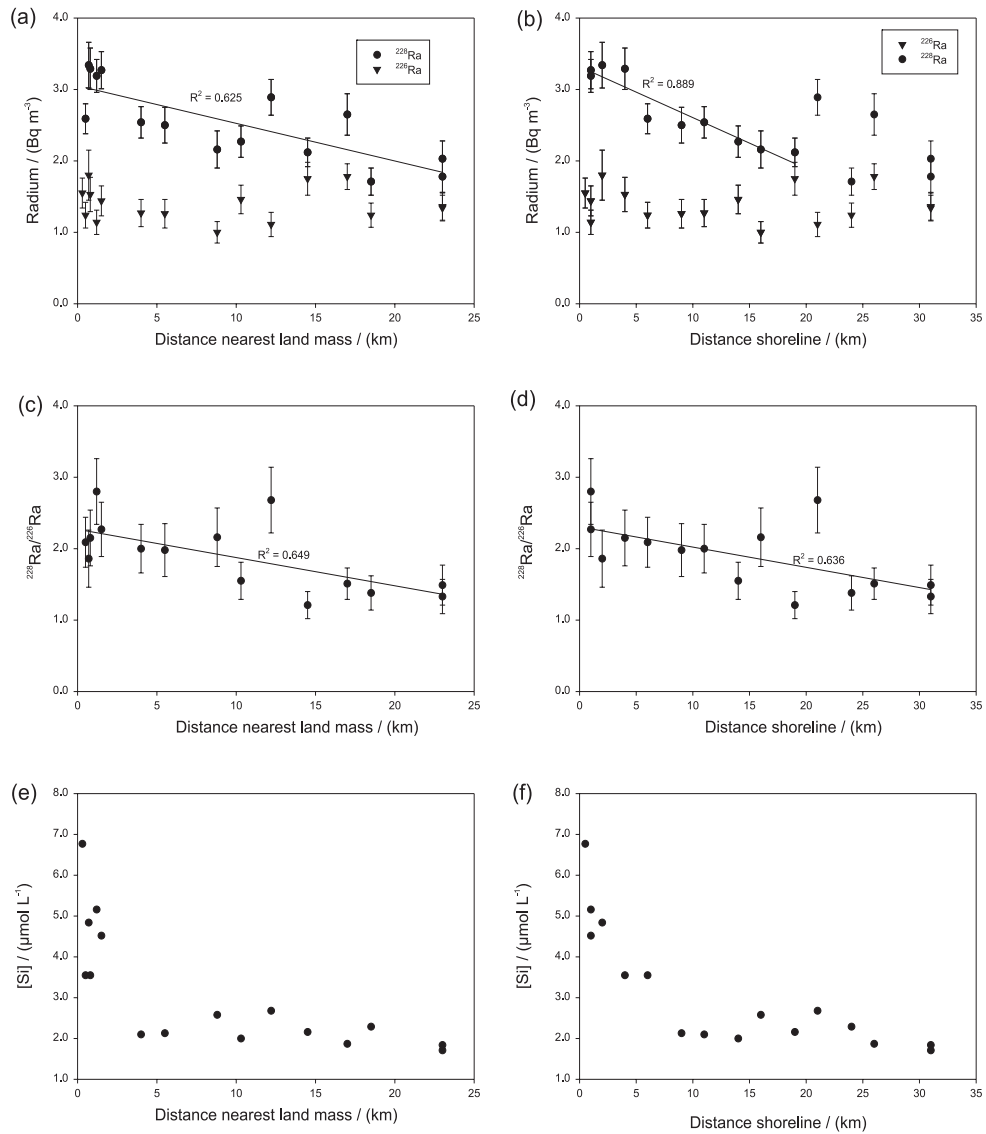 (a)
4.0
3.0
2.0
1.0
0.0
Radium / (Bq m⁻³)
²²⁸Ra
²²⁶Ra
R² = 0.625
0 5 10 15 20 25
Distance nearest land mass / (km)
(b)
4.0
3.0
2.0
1.0
0.0
Radium / (Bq m⁻³)
²²⁶Ra
²²⁸Ra
R² = 0.889
0 5 10 15 20 25 30 35
Distance shoreline / (km)
(c)
4.0
3.0
2.0
1.0
0.0
²²⁸Ra/²²⁶Ra
R² = 0.649
0 5 10 15 20 25
Distance nearest land mass / (km)
(d)
4.0
3.0
2.0
1.0
0.0
²²⁸Ra/²²⁶Ra
R² = 0.636
0 5 10 15 20 25 30 35
Distance shoreline / (km)
(e)
8.0
7.0
6.0
5.0
4.0
3.0
2.0
1.0
[Si] / (µmol L⁻¹)
0 5 10 15 20 25
Distance nearest land mass / (km)
(f)
8.0
7.0
6.0
5.0
4.0
3.0
2.0
1.0
[Si] / (µmol L⁻¹)
0 5 10 15 20 25 30 35
Distance shoreline / (km)